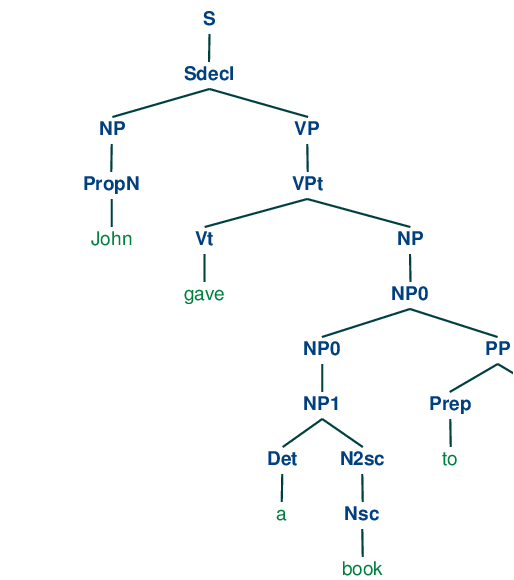 S
Sdecl
NP VP
PropN VPt
John Vt NP
gave NP0
NP0 PP
NP1 Prep
Det N2sc to
a Nsc
book